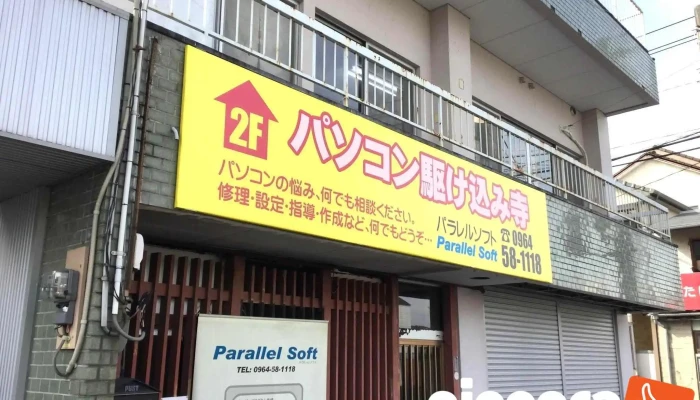 2F
パソコン駆け込み寺
パソコンの悩み、何でも相談ください。
修理・設定・指導・作成など、何でもどうぞ…
パラレルソフト
Parallel Soft
☎0964
58-1118
Parallel Soft
TEL: 0964-58-1118
た